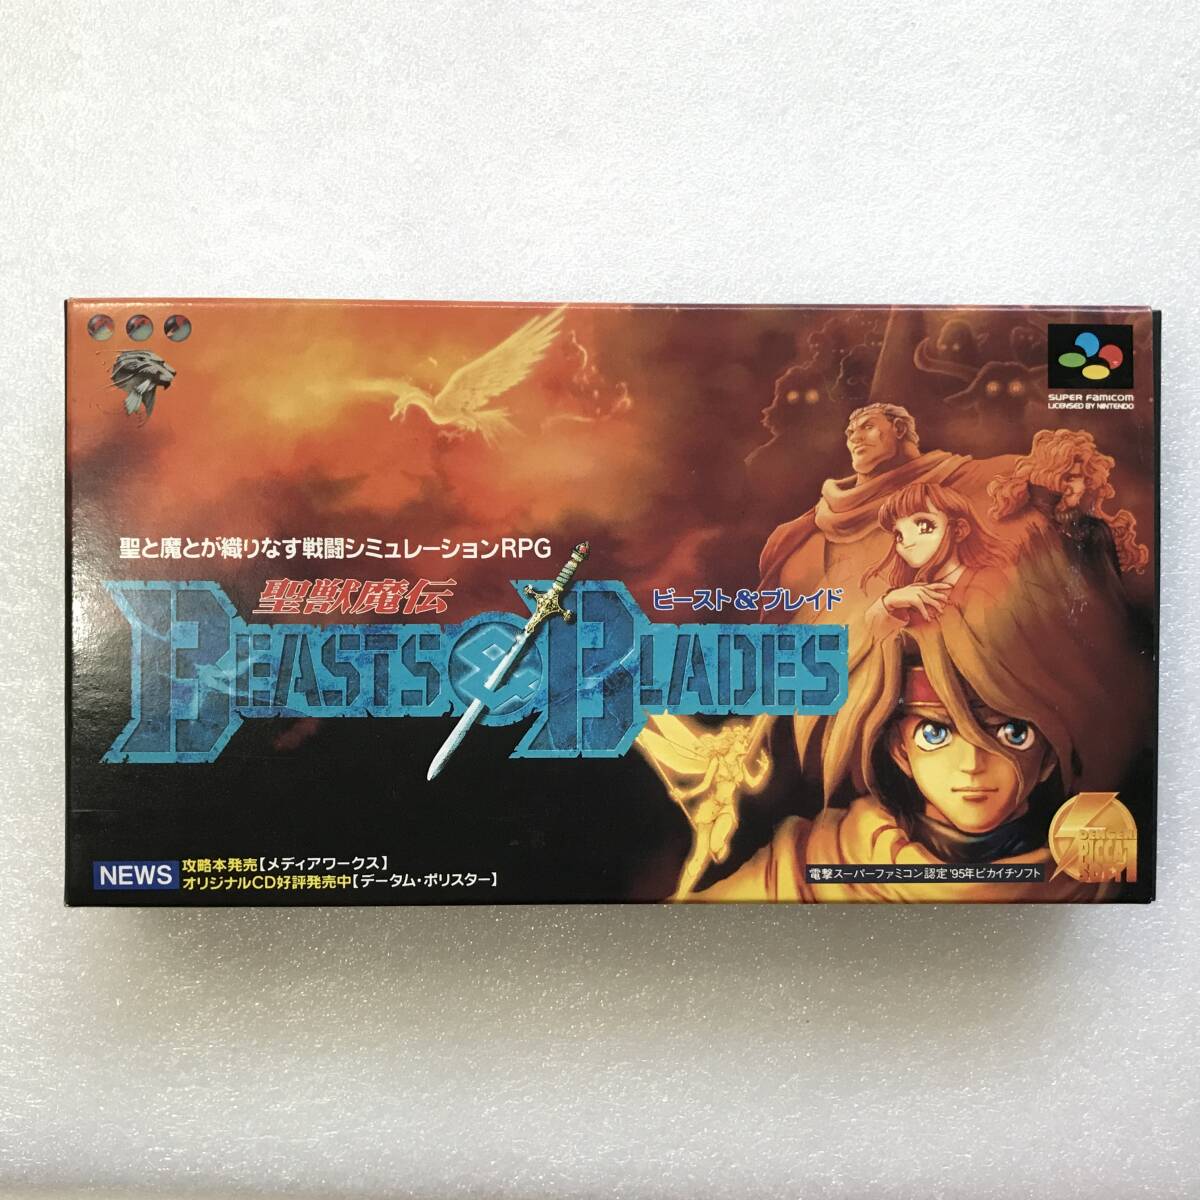 SUPER FAMICOM
LICENSED BY NINTENDO
聖と魔とが織りなす戦闘シミュレーションRPG
聖獣魔伝
ビースト&ブレイド
BEASTS & BLADES
NEWS
攻略本発売【メディアワークス】
オリジナルCD好評発売中【データム・ポリスター】
電撃スーパーファミコン認定'95年ピカイチソフト
DENGEKI
PICCA1
SOFT